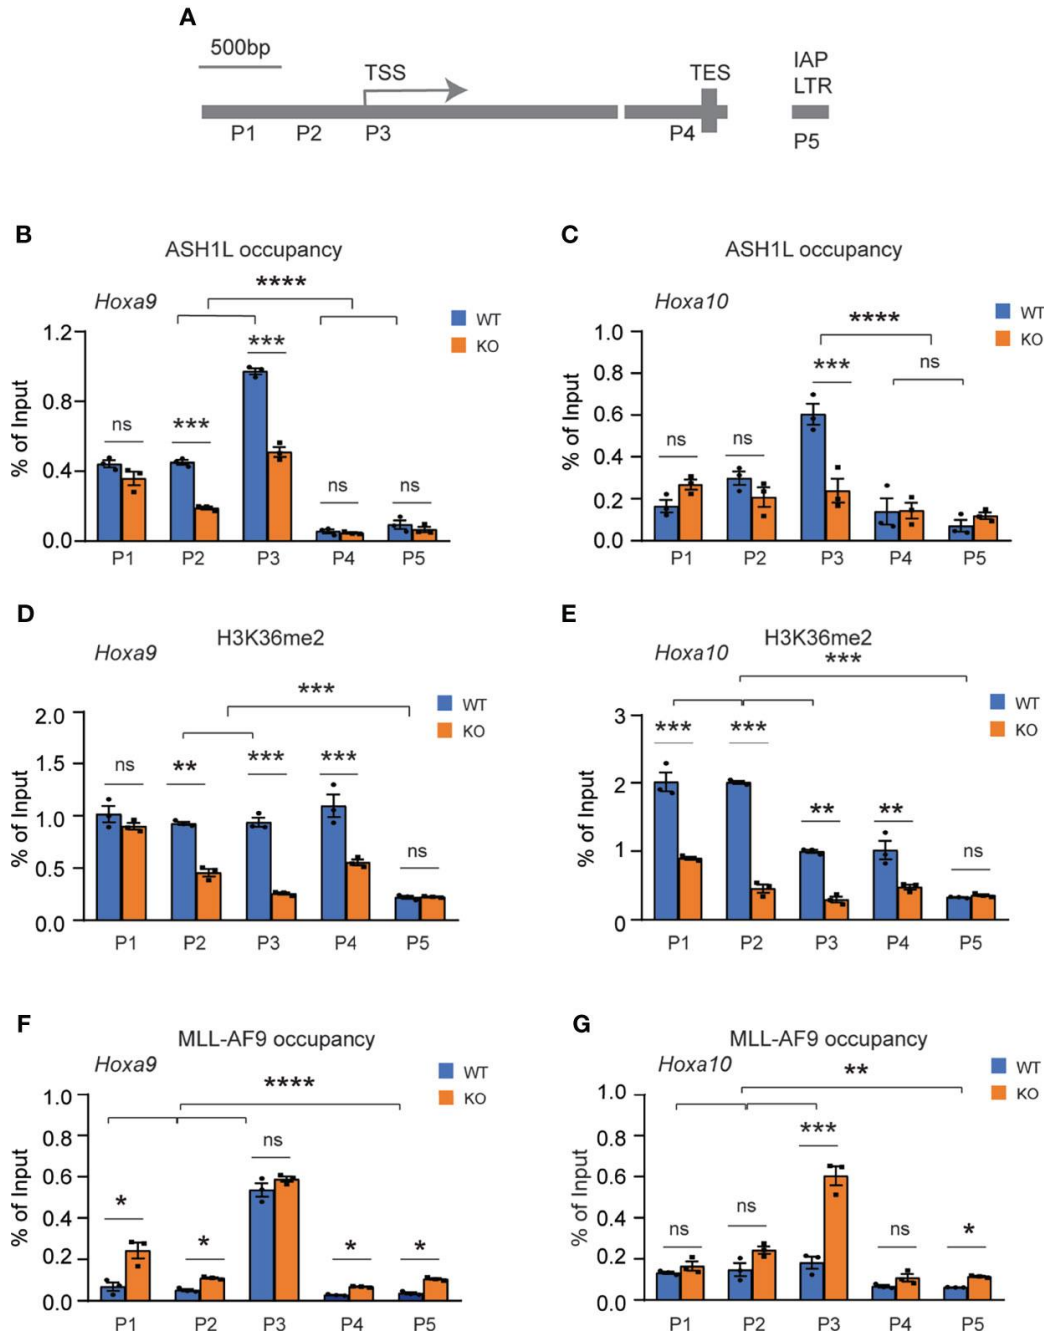 A
500bp
TSS
TES
IAP
LTR
P1 P2 P3 P4 P5
B
ASH1L occupancy
Hoxa9
****
WT
KO
% of Input
1.2
0.8
0.4
0.0
ns
***
***
ns
ns
P1 P2 P3 P4 P5
C
ASH1L occupancy
Hoxa10
****
WT
KO
% of Input
1.0
0.8
0.6
0.4
0.2
0.0
ns
ns
***
ns
P1 P2 P3 P4 P5
D
H3K36me2
Hoxa9
***
WT
KO
% of Input
2.0
1.5
1.0
0.5
0.0
ns
**
***
***
ns
P1 P2 P3 P4 P5
E
H3K36me2
Hoxa10
***
WT
KO
% of Input
3
2
1
0
***
***
**
**
ns
P1 P2 P3 P4 P5
F
MLL-AF9 occupancy
Hoxa9
****
WT
KO
% of Input
1.0
0.8
0.6
0.4
0.2
0.0
*
*
ns
*
*
P1 P2 P3 P4 P5
G
MLL-AF9 occupancy
Hoxa10
**
WT
KO
% of Input
1.0
0.8
0.6
0.4
0.2
0.0
ns
ns
***
ns
*
P1 P2 P3 P4 P5